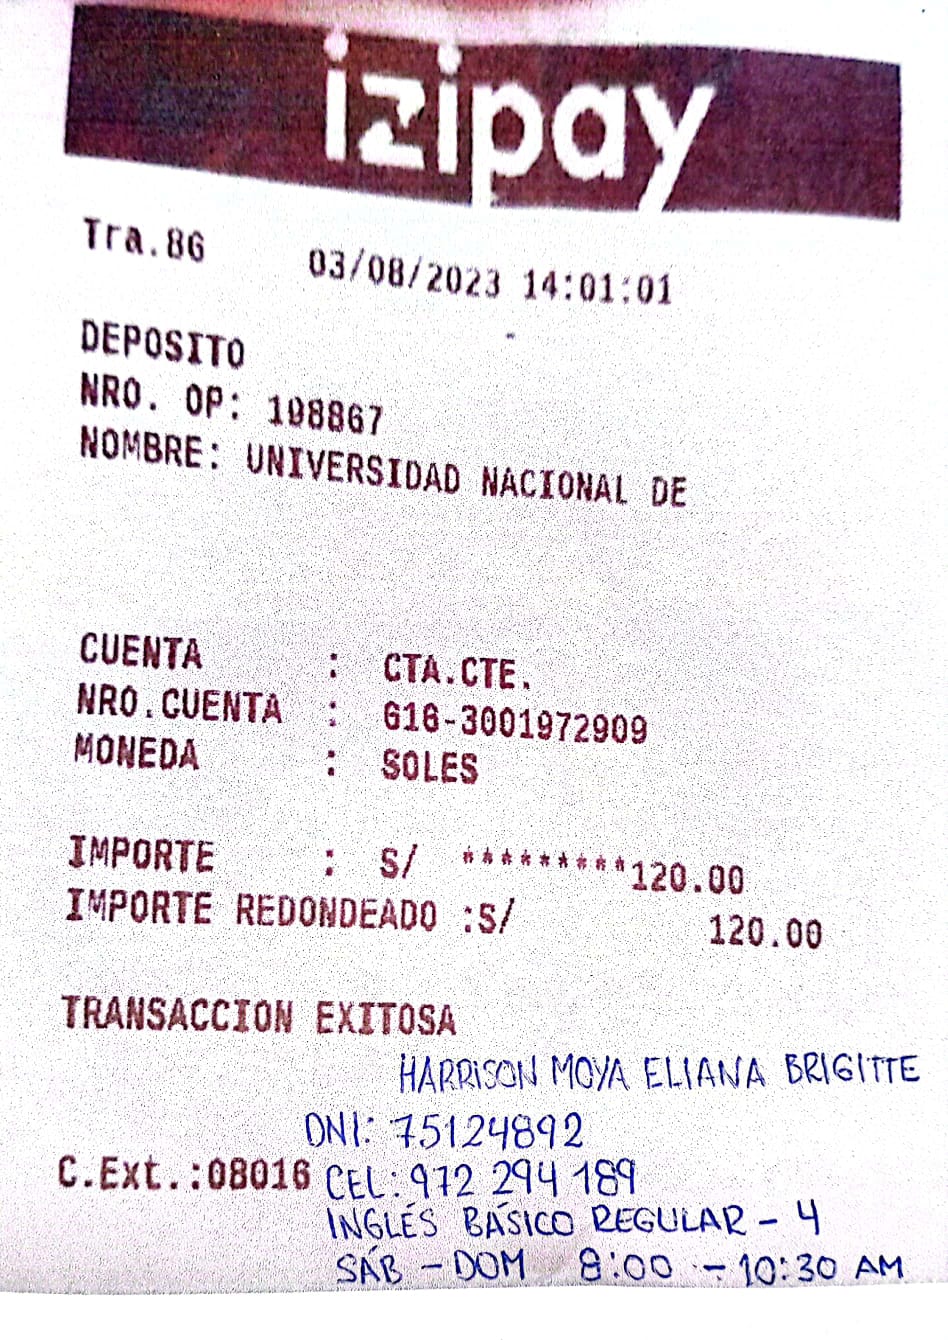 izipay
Tra.86 03/08/2023 14:01:01
DEPOSITO
NRO. OP: 198867
NOMBRE: UNIVERSIDAD NACIONAL DE
CUENTA : CTA.CTE.
NRO.CUENTA : 616-3001972909
MONEDA : SOLES
IMPORTE : S/ *********120.00
IMPORTE REDONDEADO :S/ 120.00
TRANSACCION EXITOSA
HARRISON MOYA ELIANA BRIGITTE
DNI: 75124892
C.Ext.:08016 CEL: 972 294 189
INGLÉS BÁSICO REGULAR - 4
SÁB - DOM 8:00 - 10:30 AM